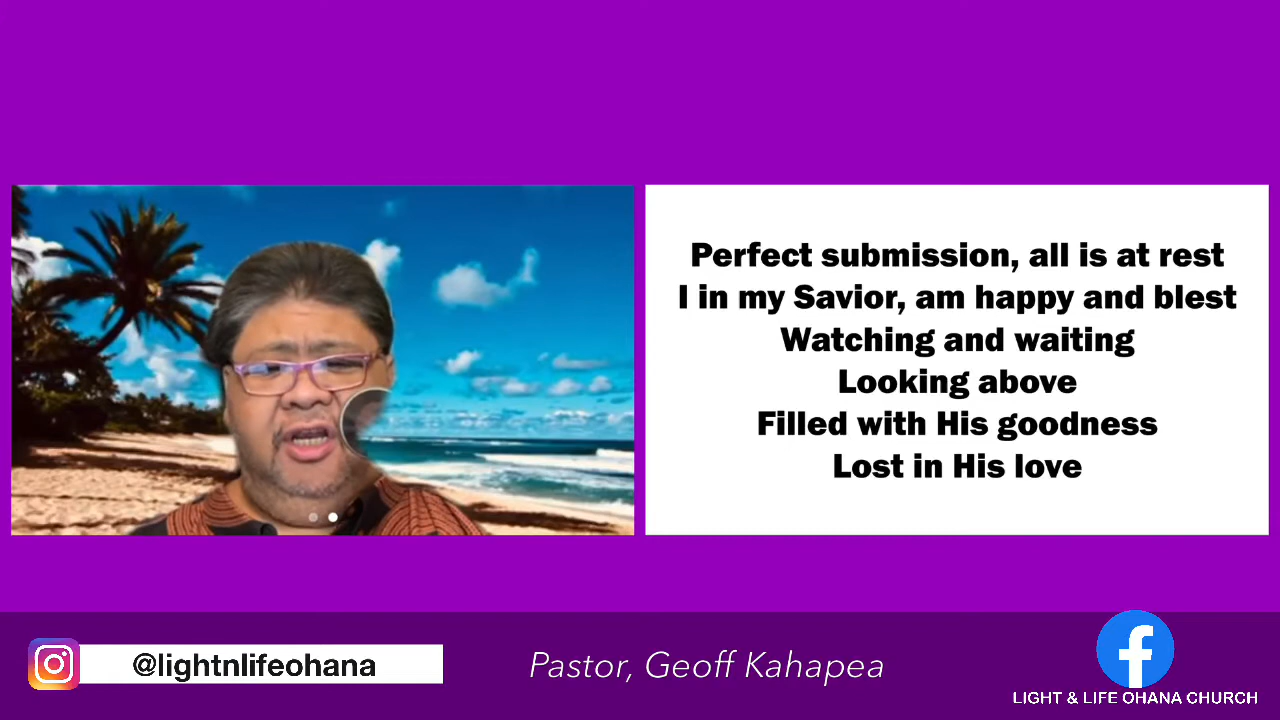 Perfect submission, all is at rest
I in my Savior, am happy and blest
Watching and waiting
Looking above
Filled with His goodness
Lost in His love
@lightnlifeohana
Pastor, Geoff Kahapea
LIGHT & LIFE OHANA CHURCH